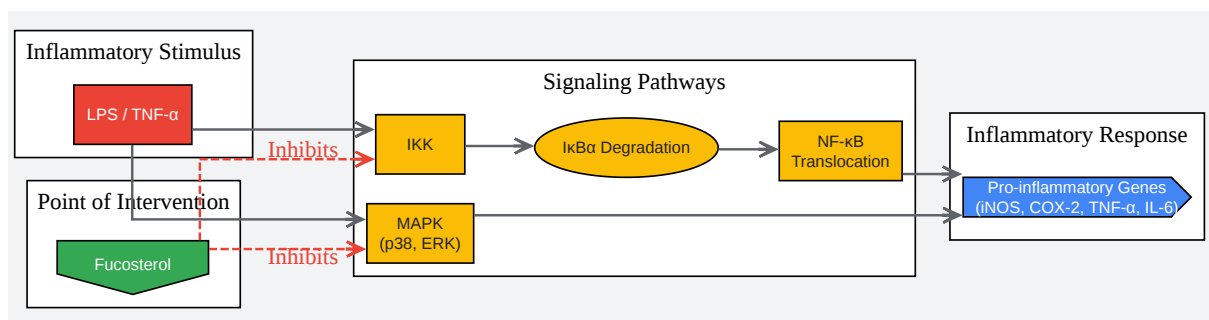 Inflammatory Stimulus
LPS / TNF-α
Point of Intervention
Fucosterol
Inhibits
Inhibits
Signaling Pathways
IKK
IκBα Degradation
NF-κB
Translocation
MAPK
(p38, ERK)
Inflammatory Response
Pro-inflammatory Genes
(iNOS, COX-2, TNF-α, IL-6)